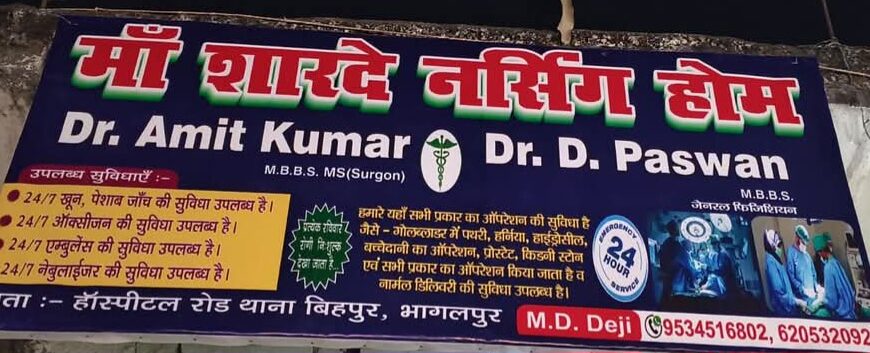 माँ शारदे नर्सिंग होम
Dr. Amit Kumar
M.B.B.S. MS(Surgon)
Dr. D. Paswan
M.B.B.S.
जेनरल फिजिशियन
उपलब्ध सुविधाएँ :-
24/7 खून, पेशाब जाँच की सुविधा उपलब्ध है।
24/7 ऑक्सीजन की सुविधा उपलब्ध है।
24/7 एम्बुलेंस की सुविधा उपलब्ध है।
24/7 नेबुलाईजर की सुविधा उपलब्ध है।
प्रत्येक रविवार
रोगी निःशुल्क
देखा जाता है
हमारे यहाँ सभी प्रकार का ऑपरेशन की सुविधा है
जैसे - गोलब्लाडर में पथरी, हर्निया, हाईड्रोसील,
बच्चेदानी का ऑपरेशन, प्रोस्टेट, किडनी स्टोन
एवं सभी प्रकार का ऑपरेशन किया जाता है व
नार्मल डिलिवरी की सुविधा उपलब्ध है।
EMERGENCY
24
HOUR
SERVICE
ता :- हॉस्पीटल रोड थाना बिहपुर, भागलपुर
M.D. Deji
9534516802, 620532092